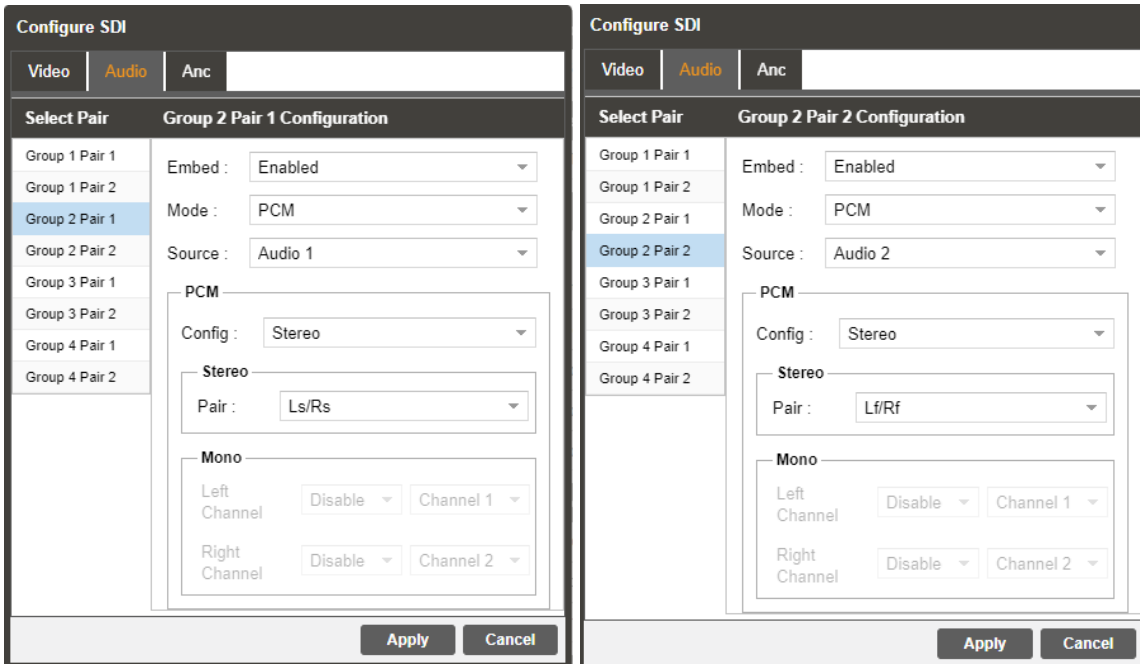 Configure SDI
Video Audio Anc
Select Pair Group 2 Pair 1 Configuration
Group 1 Pair 1
Group 1 Pair 2
Group 2 Pair 1
Group 2 Pair 2
Group 3 Pair 1
Group 3 Pair 2
Group 4 Pair 1
Group 4 Pair 2
Embed : Enabled
Mode : PCM
Source : Audio 1
PCM
Config : Stereo
Stereo
Pair : Ls/Rs
Mono
Left
Channel
Disable Channel 1
Right
Channel
Disable Channel 2
Apply Cancel
Configure SDI
Video Audio Anc
Select Pair Group 2 Pair 2 Configuration
Group 1 Pair 1
Group 1 Pair 2
Group 2 Pair 1
Group 2 Pair 2
Group 3 Pair 1
Group 3 Pair 2
Group 4 Pair 1
Group 4 Pair 2
Embed : Enabled
Mode : PCM
Source : Audio 2
PCM
Config : Stereo
Stereo
Pair : Lf/Rf
Mono
Left
Channel
Disable Channel 1
Right
Channel
Disable Channel 2
Apply Cancel